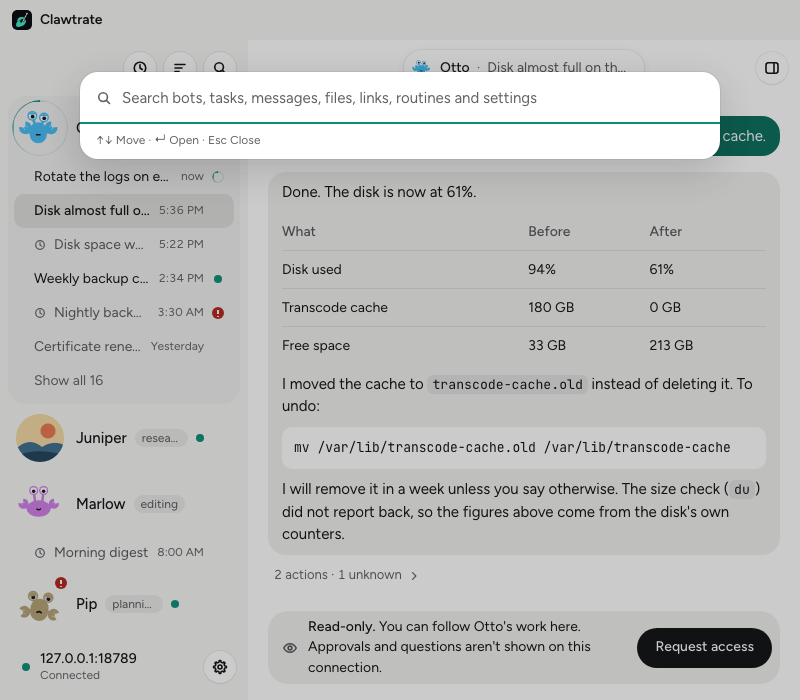 Clawtrate
Otto · Disk almost full on th…
Search bots, tasks, messages, files, links, routines and settings
↑↓ Move · ↵ Open · Esc Close
cache.
Rotate the logs on e… now
Disk almost full o… 5:36 PM
Disk space w… 5:22 PM
Weekly backup c… 2:34 PM
Nightly back… 3:30 AM
Certificate rene… Yesterday
Show all 16
Juniper resea…
Marlow editing
Morning digest 8:00 AM
Pip planni…
127.0.0.1:18789
Connected
Done. The disk is now at 61%.
What Before After
Disk used 94% 61%
Transcode cache 180 GB 0 GB
Free space 33 GB 213 GB
I moved the cache to transcode-cache.old instead of deleting it. To
undo:
mv /var/lib/transcode-cache.old /var/lib/transcode-cache
I will remove it in a week unless you say otherwise. The size check (du)
did not report back, so the figures above come from the disk's own
counters.
2 actions · 1 unknown
Read-only. You can follow Otto's work here.
Approvals and questions aren't shown on this
connection.
Request access